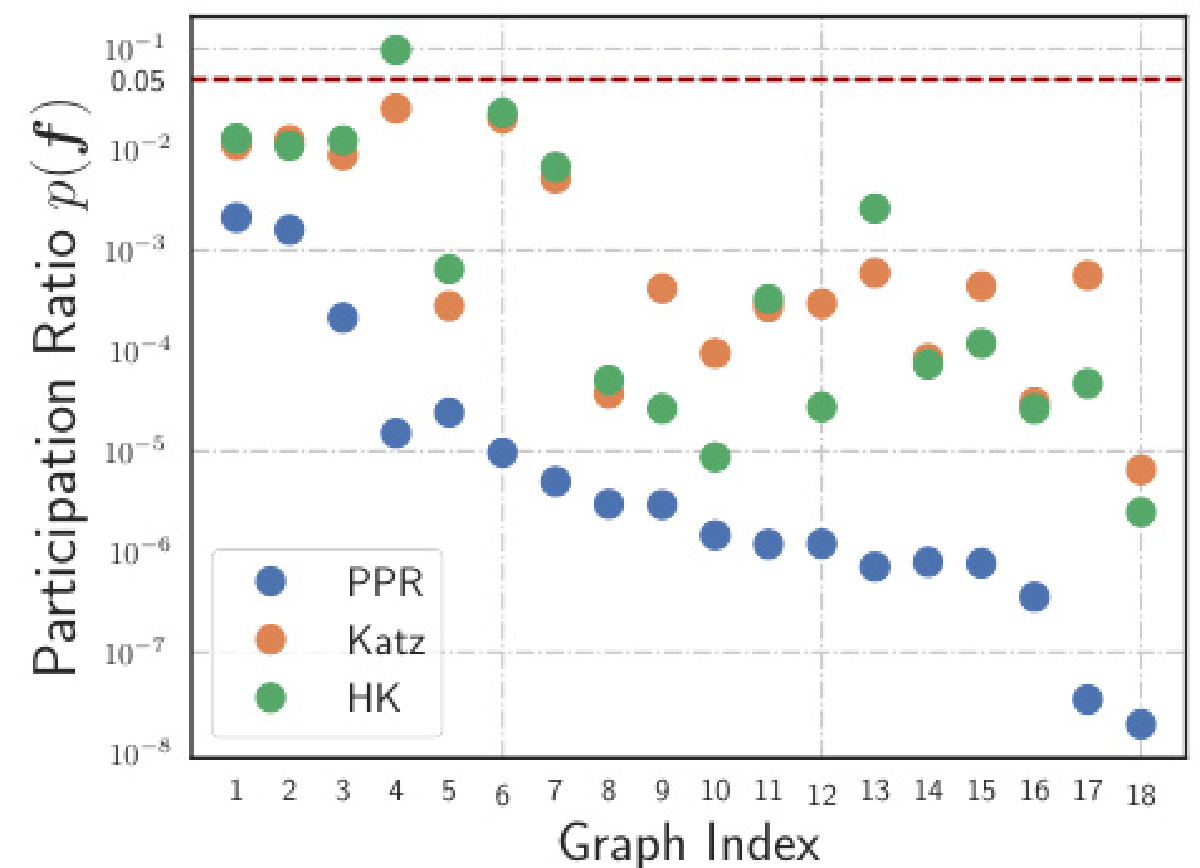 Participation Ratio p(f)
10⁻¹
0.05
10⁻²
10⁻³
10⁻⁴
10⁻⁵
10⁻⁶
10⁻⁷
10⁻⁸
PPR
Katz
HK
1 2 3 4 5 6 7 8 9 10 11 12 13 14 15 16 17 18
Graph Index